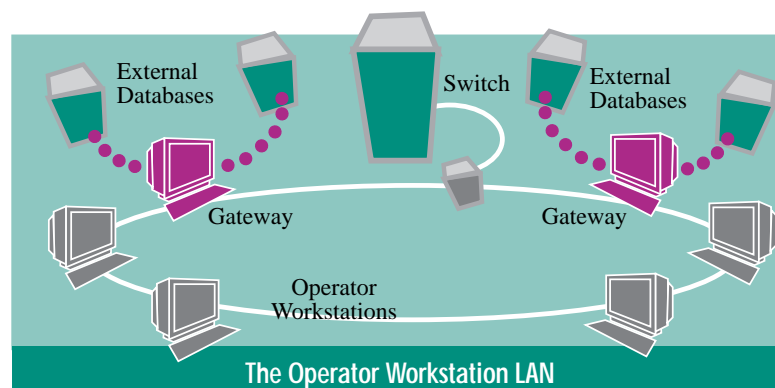 External
Databases
Switch
External
Databases
Gateway
Gateway
Operator
Workstations
The Operator Workstation LAN